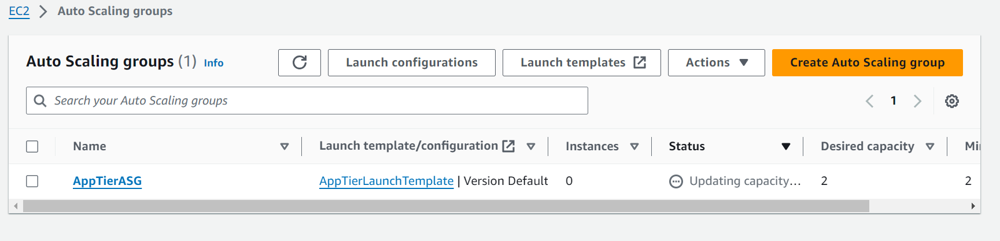 EC2 > Auto Scaling groups
Auto Scaling groups (1) Info Launch configurations Launch templates Actions Create Auto Scaling group
Search your Auto Scaling groups 1
Name Launch template/configuration Instances Status Desired capacity
AppTierASG AppTierLaunchTemplate | Version Default 0 Updating capacity... 2 2